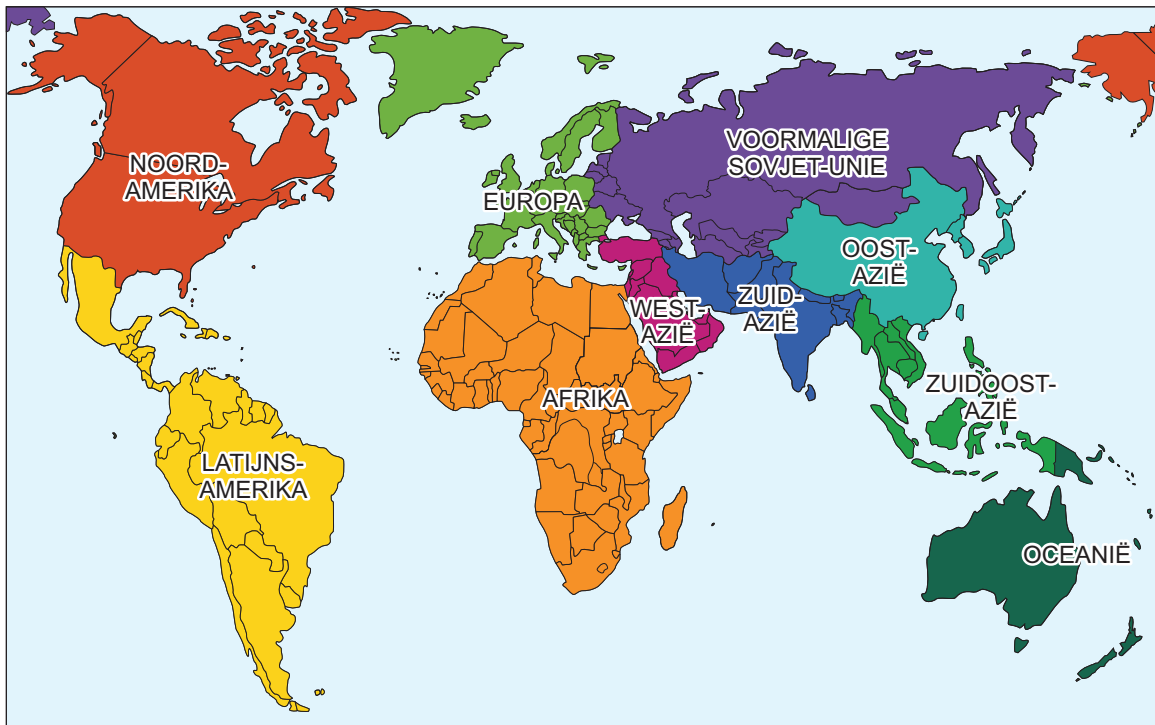 NOORD-
AMERIKA
VOORMALIGE
SOVJET-UNIE
EUROPA
OOST-
AZIË
WEST-
AZIË
ZUID-
AZIË
AFRIKA
ZUIDOOST-
AZIË
LATIJNS-
AMERIKA
OCEANIË